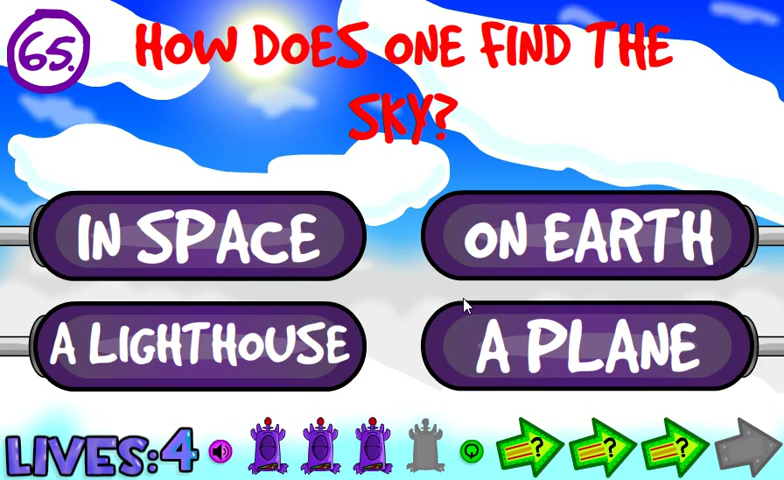 65.
HOW DOES ONE FIND THE
SKY?
IN SPACE
ON EARTH
A LIGHTHOUSE
A PLANE
LIVES:4
? ? ?